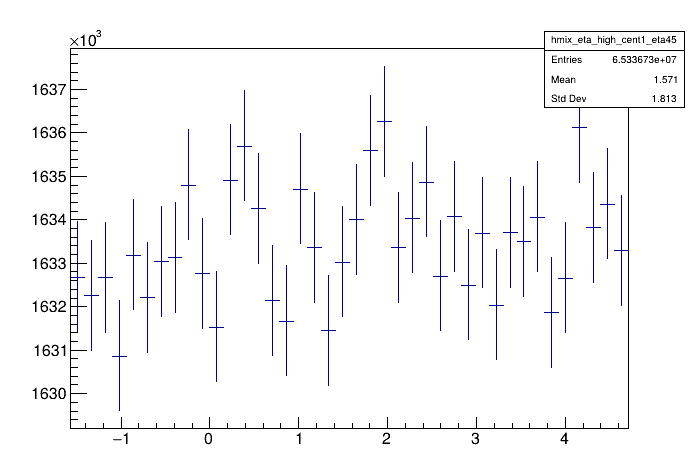 ×10³
hmix_eta_high_cent1_eta45
Entries 6.533673e+07
Mean 1.571
Std Dev 1.813
1637
1636
1635
1634
1633
1632
1631
1630
−1 0 1 2 3 4